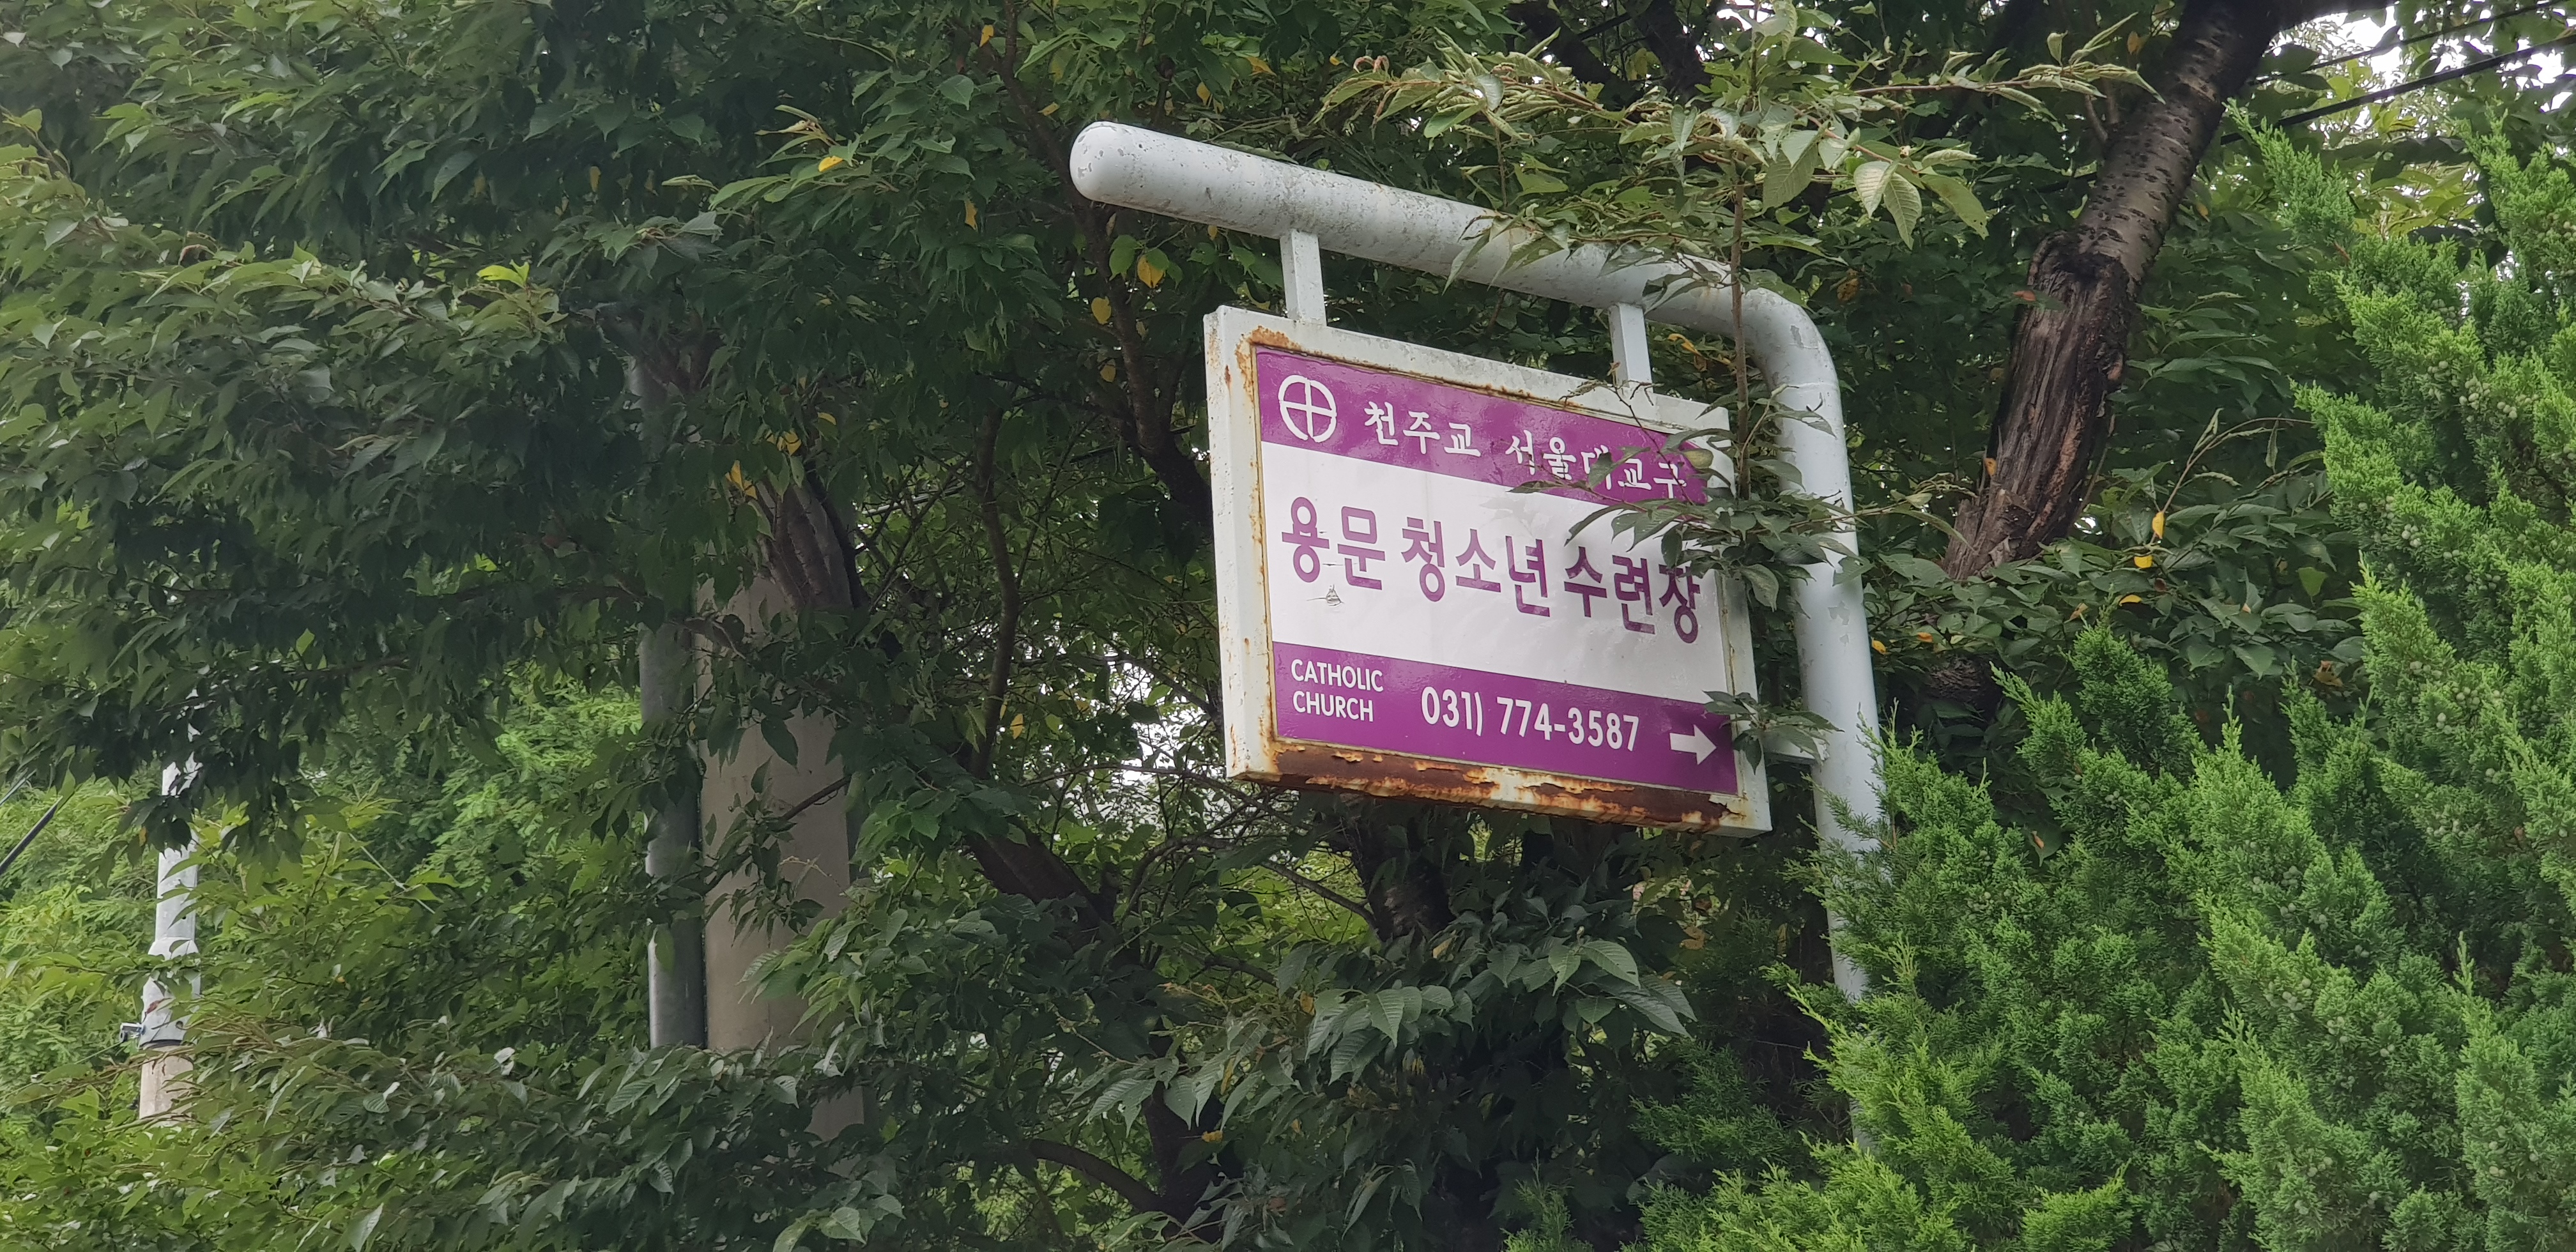 천주교 서울대교구
용문 청소년 수련장
CATHOLIC
CHURCH
031) 774-3587